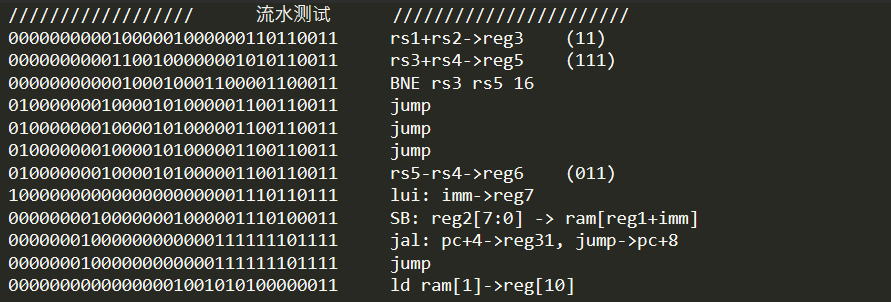 //////////////////      流水测试      ///////////////////////
00000000001000001000000110110011     rs1+rs2->reg3    (11)
00000000001100100000001010110011     rs3+rs4->reg5    (111)
00000000000100010001100001100011     BNE rs3 rs5 16
01000000010000101000001100110011     jump
01000000010000101000001100110011     jump
01000000010000101000001100110011     jump
01000000010000101000001100110011     rs5-rs4->reg6    (011)
10000000000000000000001110110111     lui: imm->reg7
00000000100000001000001110100011     SB: reg2[7:0] -> ram[reg1+imm]
00000001000000000000111111101111     jal: pc+4->reg31, jump->pc+8
00000001000000000000111111101111     jump
00000000000000001001010100000011     ld ram[1]->reg[10]